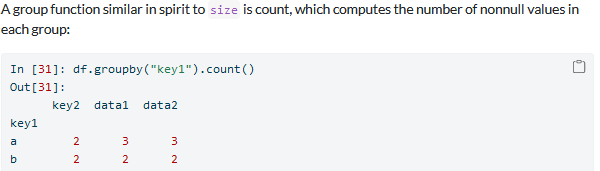 A group function similar in spirit to size is count, which computes the number of nonnull values in
each group:
In [31]: df.groupby("key1").count()
Out[31]:
      key2  data1  data2
key1
a        2      3      3
b        2      2      2